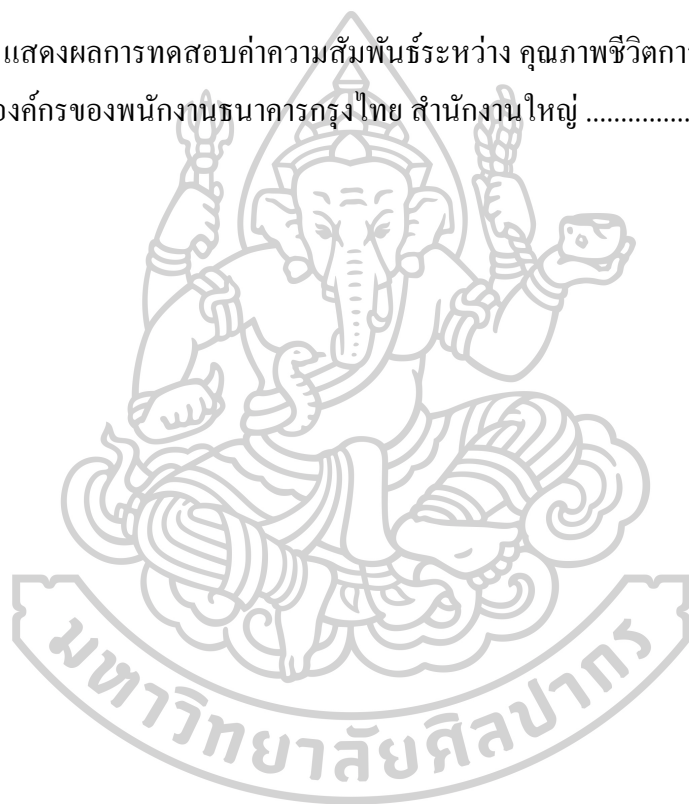 แสดงผลการทดสอบค่าความสัมพันธ์ระหว่าง คุณภาพชีวิตกา
องค์กรของพนักงานธนาคารกรุงไทย สำนักงานใหญ่ ...............
มหาวิทยาลัยศิลปากร